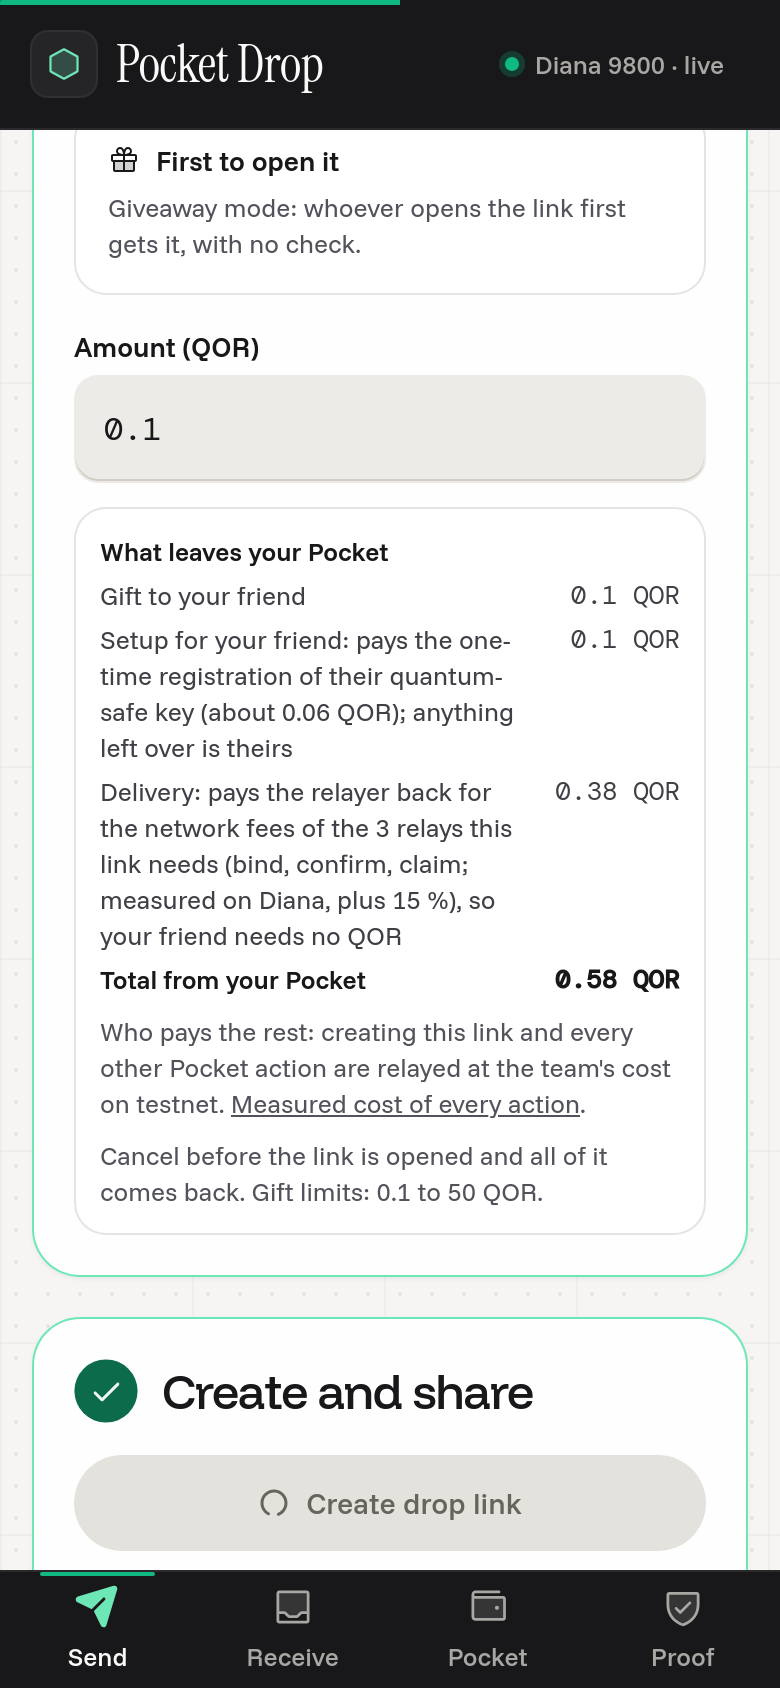 Pocket Drop
Diana 9800 · live
First to open it
Giveaway mode: whoever opens the link first
gets it, with no check.
Amount (QOR)
0.1
What leaves your Pocket
Gift to your friend 0.1 QOR
Setup for your friend: pays the one- 0.1 QOR
time registration of their quantum-
safe key (about 0.06 QOR); anything
left over is theirs
Delivery: pays the relayer back for 0.38 QOR
the network fees of the 3 relays this
link needs (bind, confirm, claim;
measured on Diana, plus 15 %), so
your friend needs no QOR
Total from your Pocket 0.58 QOR
Who pays the rest: creating this link and every
other Pocket action are relayed at the team's cost
on testnet. Measured cost of every action.
Cancel before the link is opened and all of it
comes back. Gift limits: 0.1 to 50 QOR.
Create and share
Create drop link
Send Receive Pocket Proof